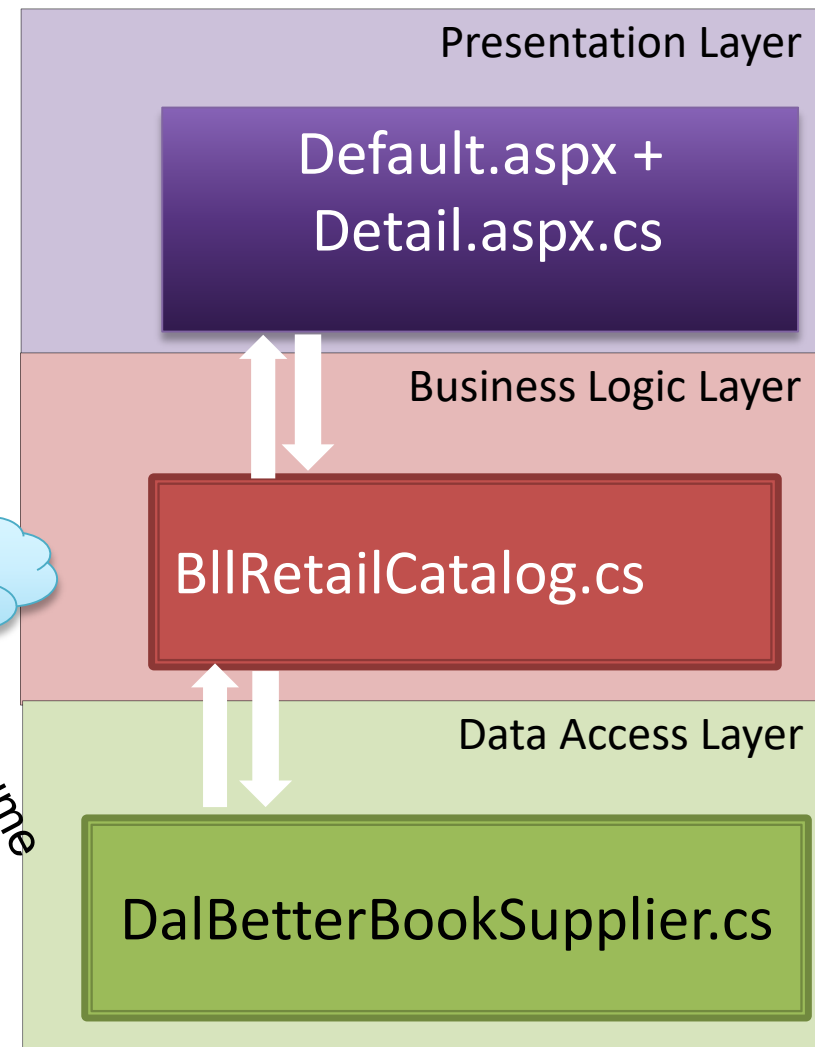 Presentation Layer
Default.aspx +
Detail.aspx.cs
Business Logic Layer
BllRetailCatalog.cs
Data Access Layer
DalBetterBookSupplier.cs